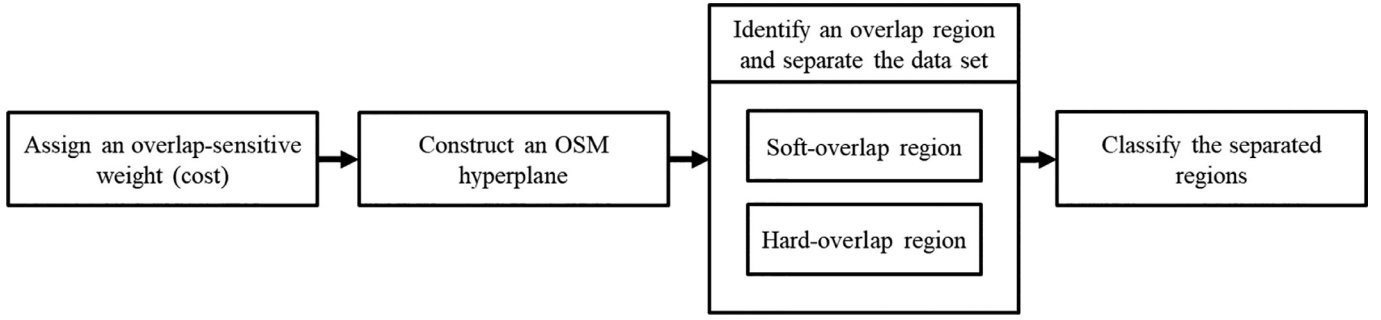 Assign an overlap-sensitive
weight (cost)
Construct an OSM
hyperplane
Identify an overlap region
and separate the data set
Soft-overlap region
Hard-overlap region
Classify the separated
regions